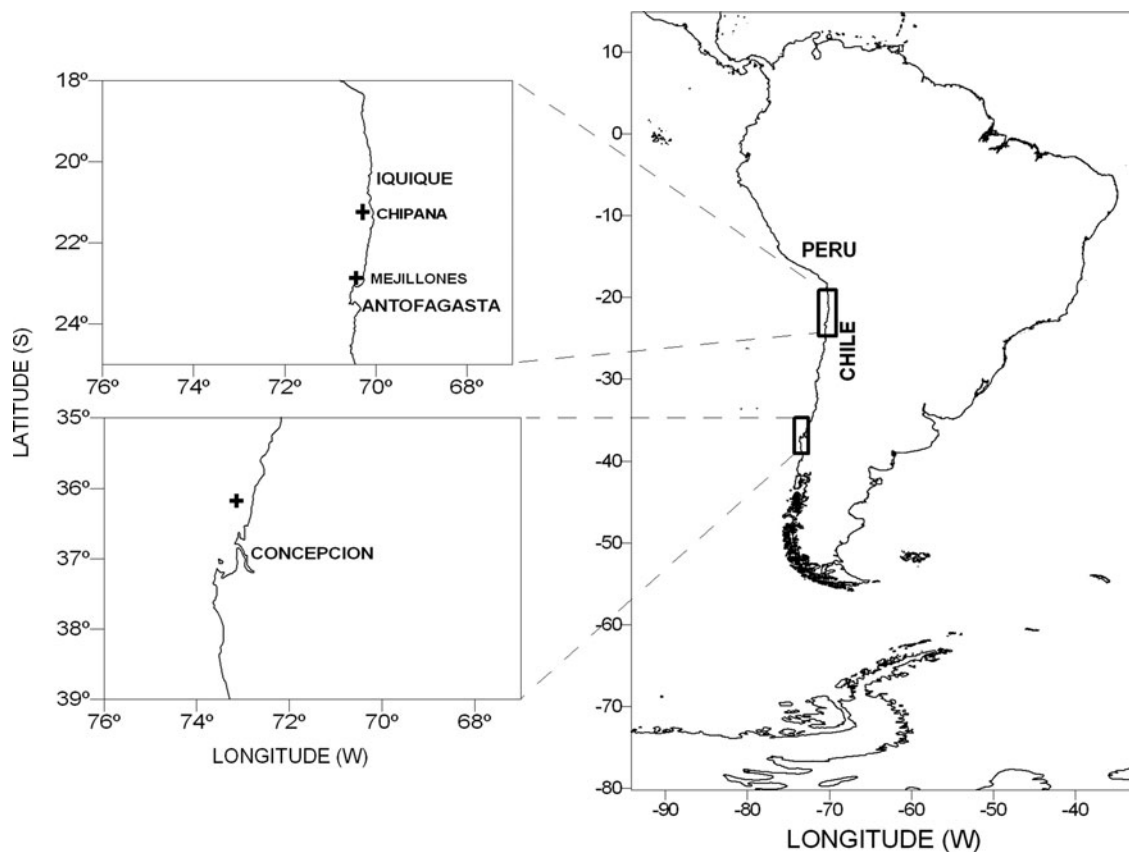 18º
20º
22º
24º
IQUIQUE
CHIPANA
MEJILLONES
ANTOFAGASTA
76º
74º
72º
70º
68º
LATITUDE (S)
35º
36º
37º
38º
39º
CONCEPCION
76º
74º
72º
70º
68º
LONGITUDE (W)
10
0
-10
-20
-30
-40
-50
-60
-70
-80
PERU
CHILE
-90
-80
-70
-60
-50
-40
LONGITUDE (W)